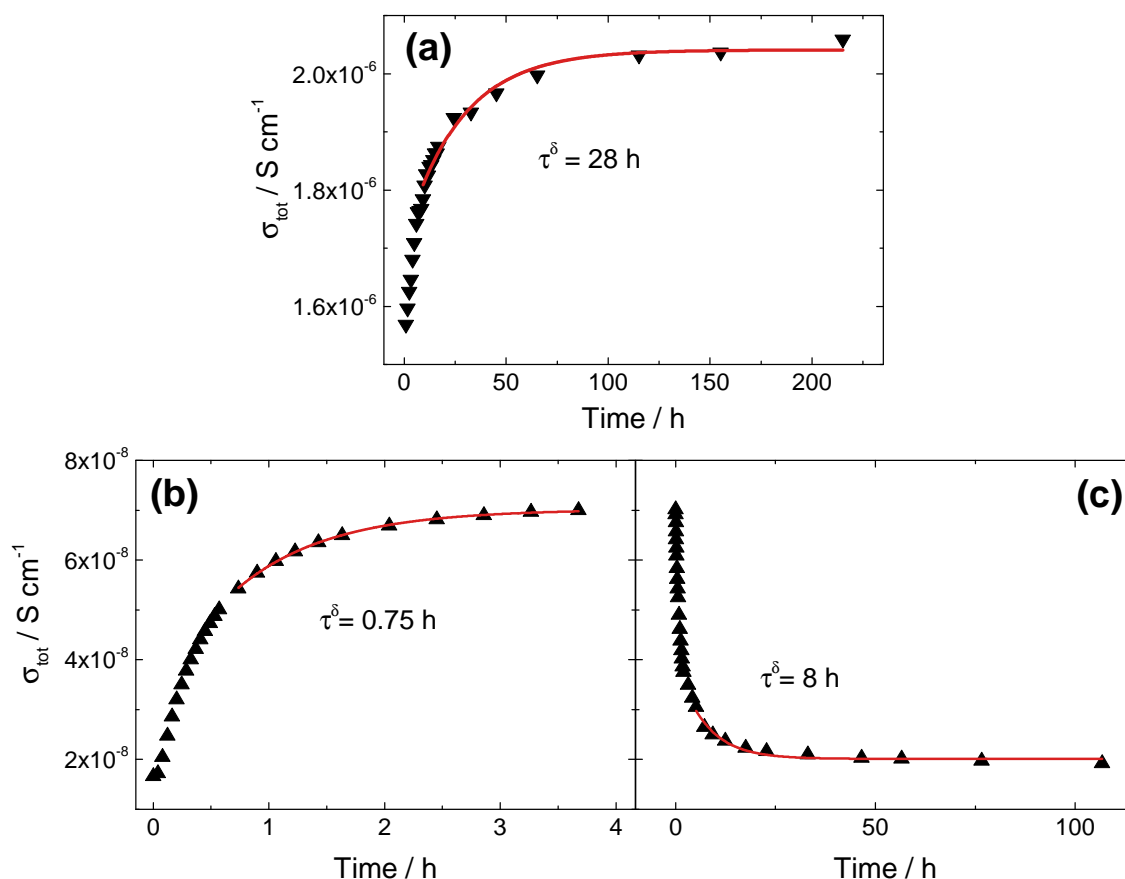 (a)
σtot / S cm-1
2.0x10-6
1.8x10-6
1.6x10-6
τδ = 28 h
0 50 100 150 200
Time / h
(b)
σtot / S cm-1
8x10-8
6x10-8
4x10-8
2x10-8
τδ= 0.75 h
0 1 2 3 4
Time / h
(c)
τδ= 8 h
0 50 100
Time / h